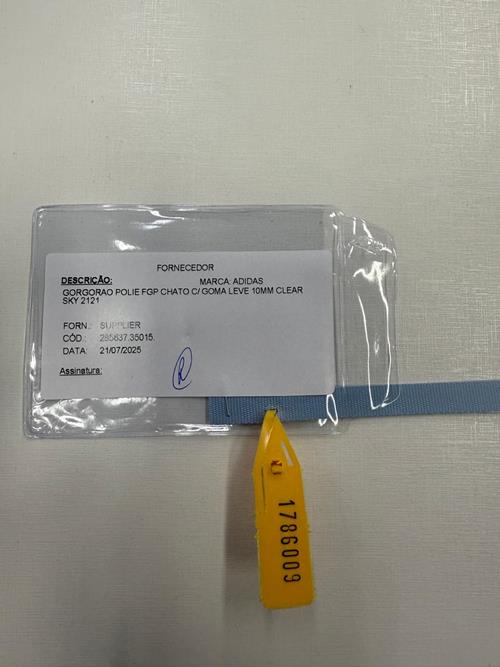 FORNECEDOR
DESCRIÇÃO: MARCA: ADIDAS
GORGORAO POLIE FGP CHATO C/ GOMA LEVE 10MM CLEAR
SKY 2121
FORN.: SUPPLIER
CÓD.: 285637.35015.
DATA: 21/07/2025
Assinatura:
1786009